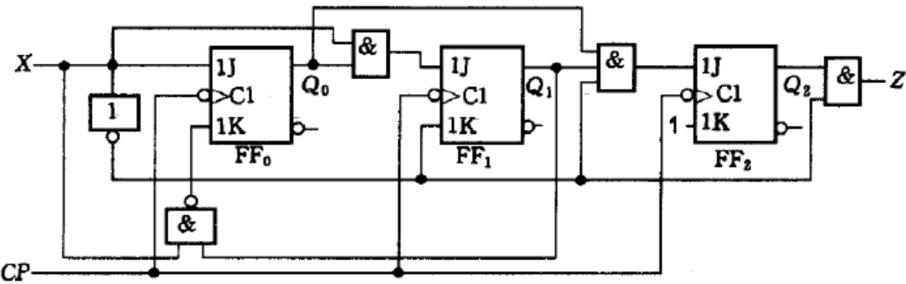 X
1
1J
C1
1K
FF₀
Q₀
&
&
1J
C1
1K
FF₁
Q₁
&
1J
C1
1
1K
FF₂
Q₂
&
Z
CP